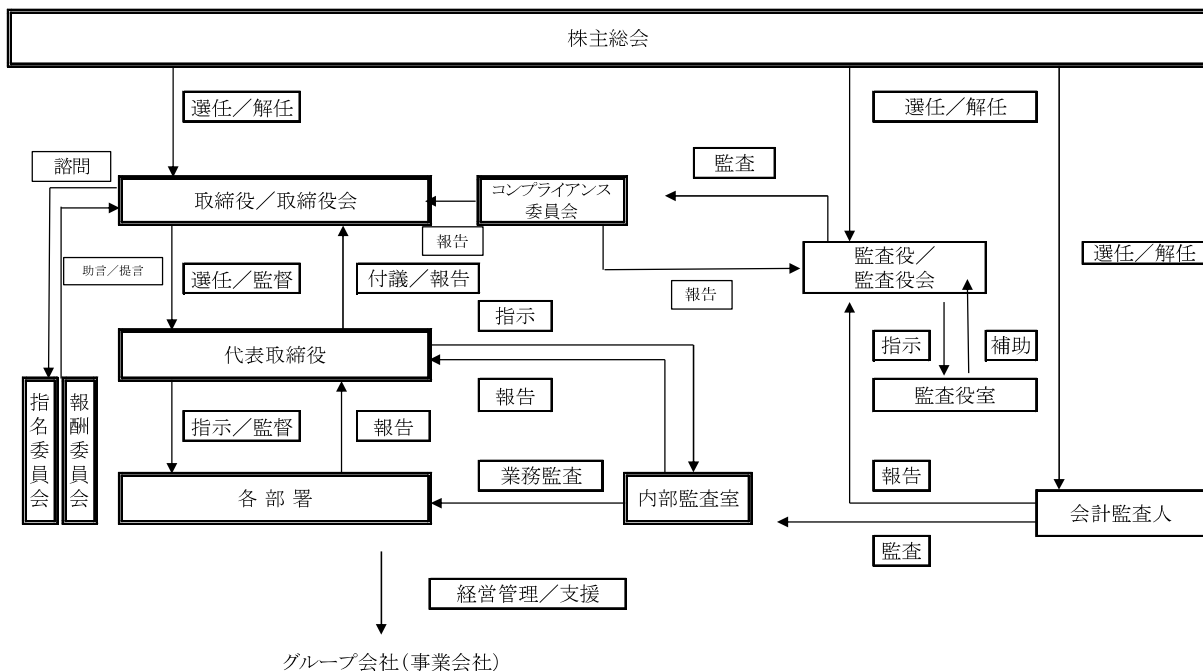 株主総会
選任／解任
選任／解任
諮問
監査
取締役／取締役会
コンプライアンス
委員会
報告
監査役／
監査役会
選任／解任
助言／提言
選任／監督
付議／報告
報告
指示
代表取締役
指示
補助
報告
監査役室
指名委員会
報酬委員会
指示／監督
報告
業務監査
報告
各部署
内部監査室
会計監査人
監査
経営管理／支援
グループ会社（事業会社）